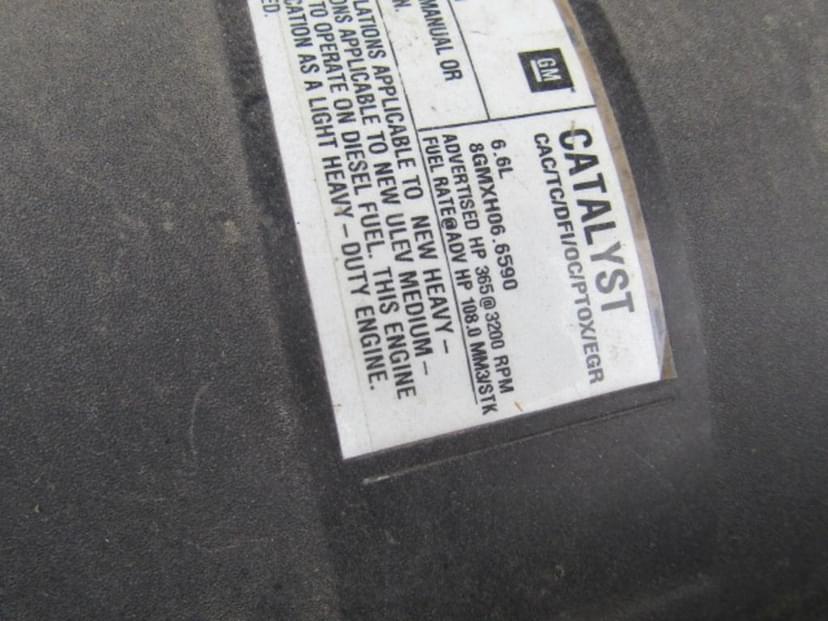 GM
CATALYST
CAC/TC/DFI/OC/PTOX/EGR
6.6L
8GMXH06.6590
ADVERTISED HP 365@3200 RPM
FUEL RATE@ADV HP 108.0 MM3/STK
MANUAL OR
LATIONS APPLICABLE TO NEW HEAVY -
ONS APPLICABLE TO NEW ULEV MEDIUM -
TO OPERATE ON DIESEL FUEL. THIS ENGINE
CATION AS A LIGHT HEAVY - DUTY ENGINE.
ED.